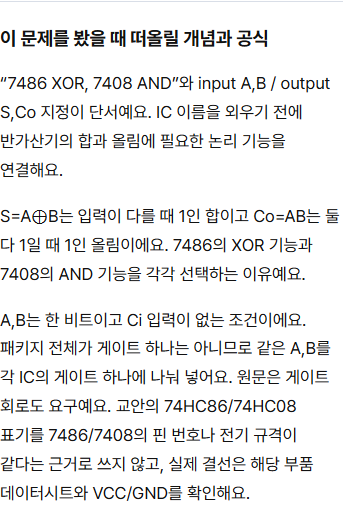 이 문제를 봤을 때 떠올릴 개념과 공식
“7486 XOR, 7408 AND”와 input A,B / output
S,Co 지정이 단서예요. IC 이름을 외우기 전에
반가산기의 합과 올림에 필요한 논리 기능을
연결해요.
S=A⊕B는 입력이 다를 때 1인 합이고 Co=AB는 둘
다 1일 때 1인 올림이에요. 7486의 XOR 기능과
7408의 AND 기능을 각각 선택하는 이유예요.
A,B는 한 비트이고 Ci 입력이 없는 조건이에요.
패키지 전체가 게이트 하나는 아니므로 같은 A,B를
각 IC의 게이트 하나에 나눠 넣어요. 원문은 게이트
회로도 요구예요. 교안의 74HC86/74HC08
표기를 7486/7408의 핀 번호나 전기 규격이
같다는 근거로 쓰지 않고, 실제 결선은 해당 부품
데이터시트와 VCC/GND를 확인해요.